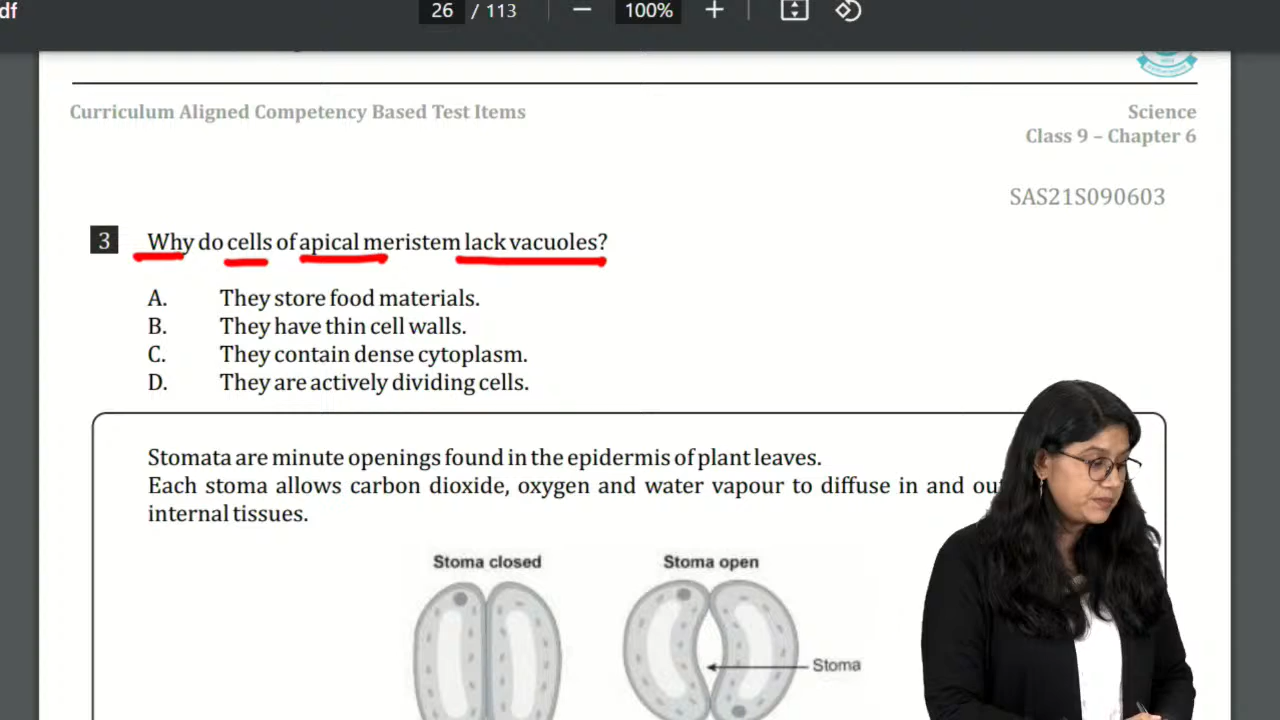 df
26 / 113 100%
Curriculum Aligned Competency Based Test Items
Science
Class 9 – Chapter 6
SAS21S090603
3 Why do cells of apical meristem lack vacuoles?
A. They store food materials.
B. They have thin cell walls.
C. They contain dense cytoplasm.
D. They are actively dividing cells.
Stomata are minute openings found in the epidermis of plant leaves.
Each stoma allows carbon dioxide, oxygen and water vapour to diffuse in and ou
internal tissues.
Stoma closed
Stoma open
Stoma